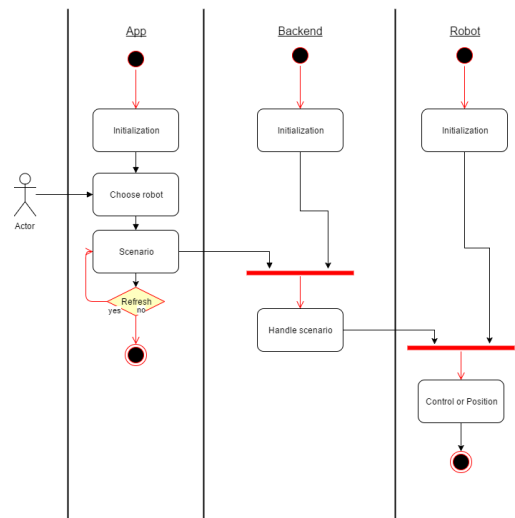 App
Backend
Robot
Initialization
Initialization
Initialization
Choose robot
Actor
Scenario
Refresh
yes
no
Handle scenario
Control or Position